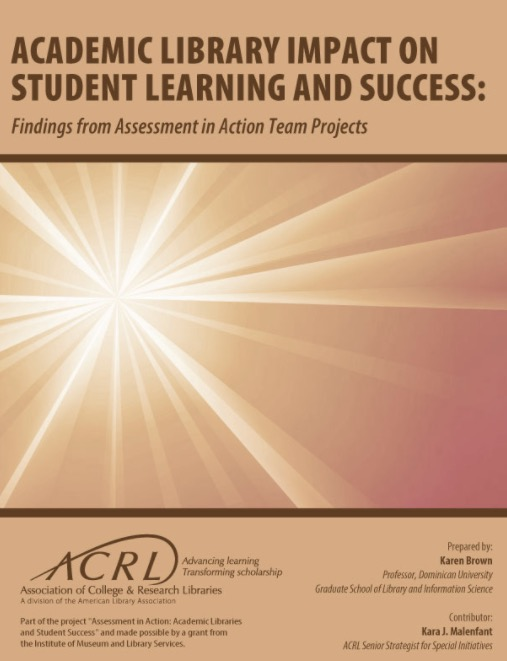 ACADEMIC LIBRARY IMPACT ON
STUDENT LEARNING AND SUCCESS:
Findings from Assessment in Action Team Projects
ACRL
Advancing learning
Transforming scholarship
Association of College & Research Libraries
A division of the American Library Association
Part of the project "Assessment in Action: Academic Libraries
and Student Success" and made possible by a grant from
the Institute of Museum and Library Services.
Prepared by:
Karen Brown
Professor, Dominican University
Graduate School of Library and Information Science
Contributor:
Kara J. Malenfant
ACRL Senior Strategist for Special Initiatives